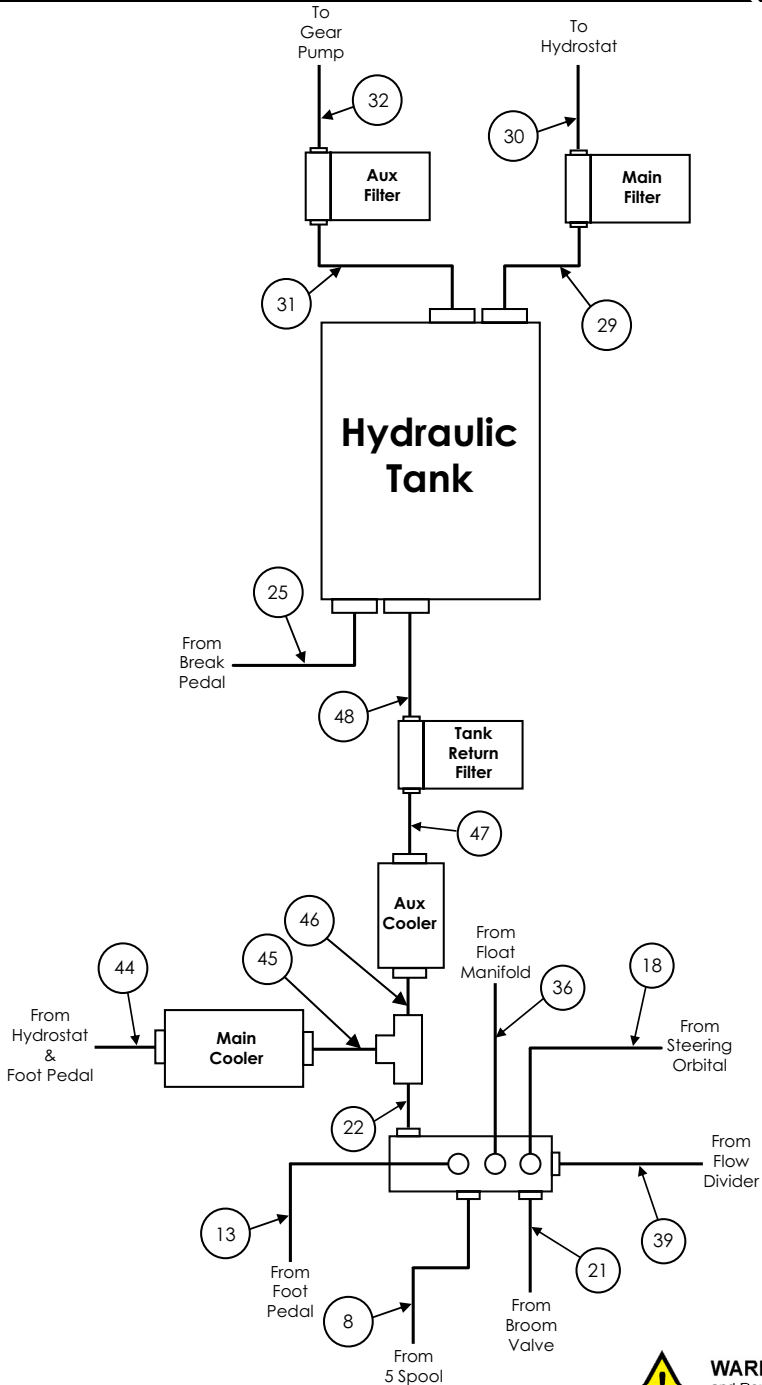 To
Gear
Pump
To
Hydrostat
32
30
Aux
Filter
Main
Filter
31
29
Hydraulic
Tank
25
From
Break
Pedal
48
Tank
Return
Filter
47
Aux
Cooler
46
From
Float
Manifold
44
45
36
18
From
Hydrostat
&
Foot Pedal
Main
Cooler
From
Steering
Orbital
22
From
Flow
Divider
13
39
21
From
Foot
Pedal
8
From
Broom
Valve
From
5 Spool